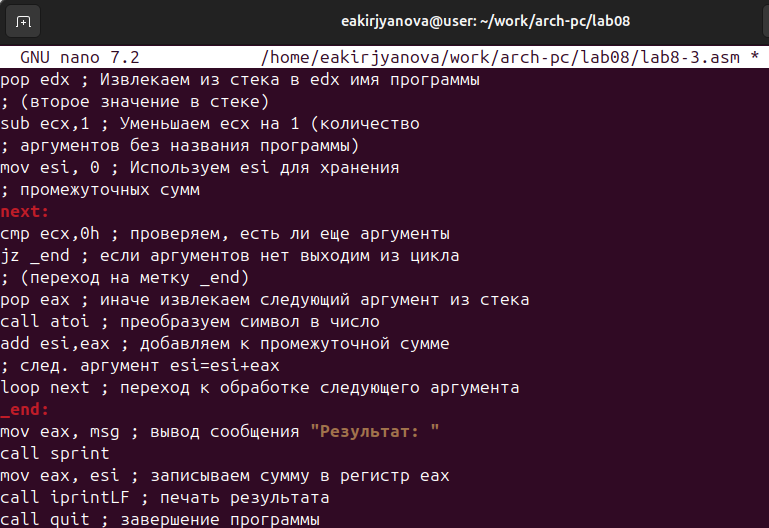 eakirjyanova@user: ~/work/arch-pc/lab08
GNU nano 7.2 /home/eakirjyanova/work/arch-pc/lab08/lab8-3.asm *
pop edx ; Извлекаем из стека в edx имя программы
; (второе значение в стеке)
sub ecx,1 ; Уменьшаем ecx на 1 (количество
; аргументов без названия программы)
mov esi, 0 ; Используем esi для хранения
; промежуточных сумм
next:
cmp ecx,0h ; проверяем, есть ли еще аргументы
jz _end ; если аргументов нет выходим из цикла
; (переход на метку _end)
pop eax ; иначе извлекаем следующий аргумент из стека
call atoi ; преобразуем символ в число
add esi,eax ; добавляем к промежуточной сумме
; след. аргумент esi=esi+eax
loop next ; переход к обработке следующего аргумента
_end:
mov eax, msg ; вывод сообщения "Результат: "
call sprint
mov eax, esi ; записываем сумму в регистр eax
call iprintLF ; печать результата
call quit ; завершение программы